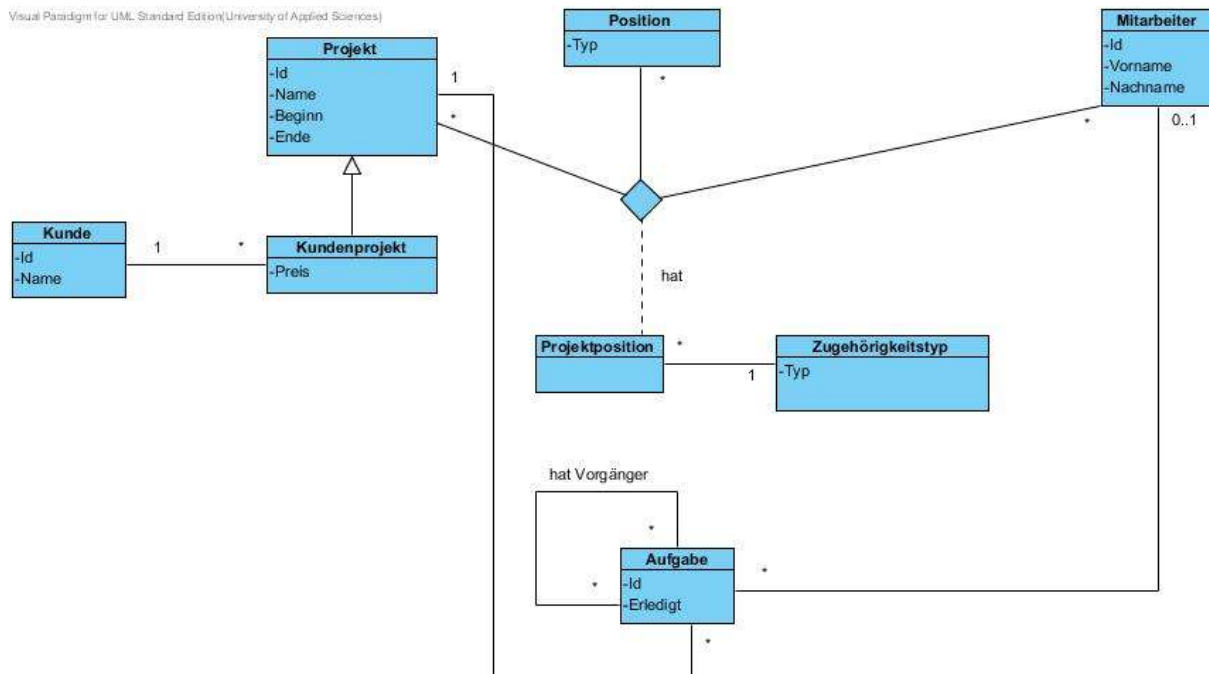 Visual Paradigm for UML Standard Edition(University of Applied Sciences)
Position
-Typ
*
Mitarbeiter
-Id
-Vorname
-Nachname
*
0..1
Projekt
-Id
-Name
-Beginn
-Ende
1
*
Kunde
-Id
-Name
1
*
Kundenprojekt
-Preis
hat
Projektposition
*
1
Zugehörigkeitstyp
-Typ
hat Vorgänger
*
*
Aufgabe
-Id
-Erledigt
*
*